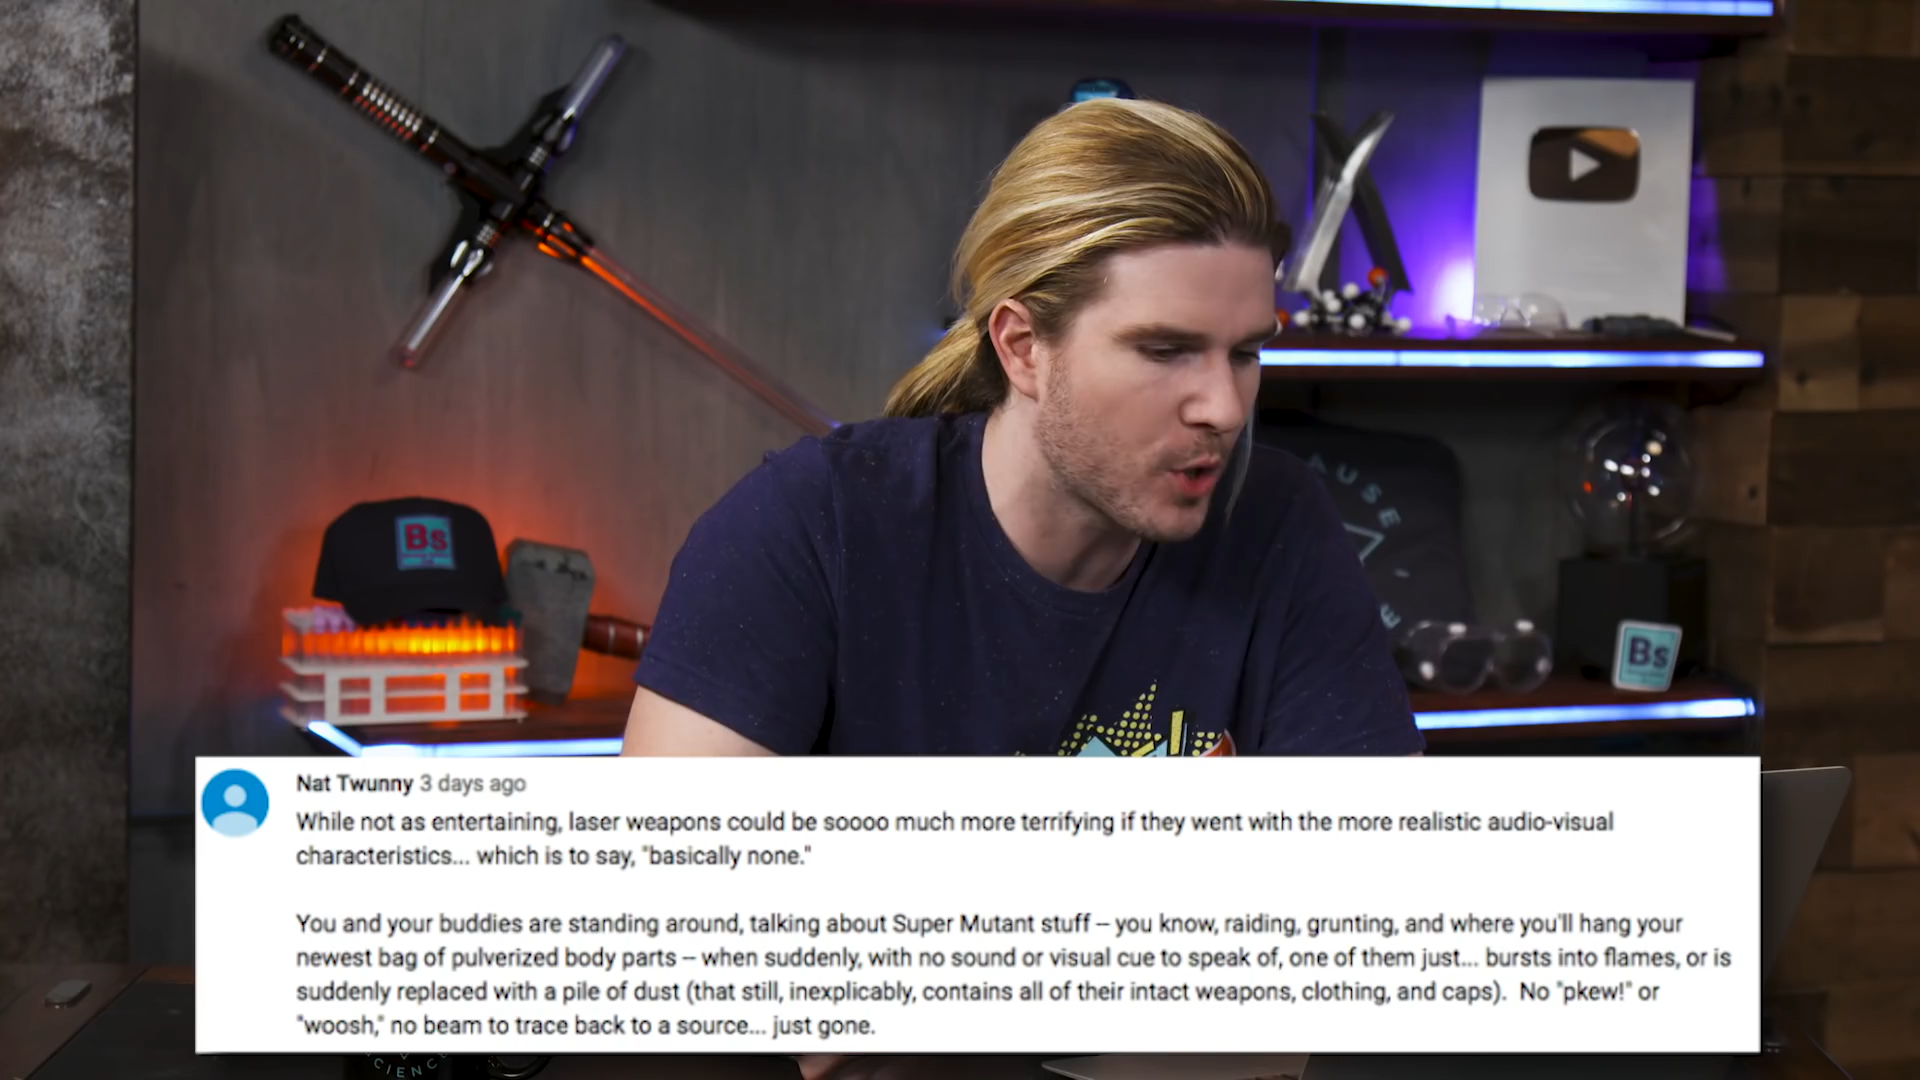 Bs
AUSE
Bs
Nat Twunny 3 days ago
While not as entertaining, laser weapons could be soooo much more terrifying if they went with the more realistic audio-visual
characteristics... which is to say, "basically none."
You and your buddies are standing around, talking about Super Mutant stuff -- you know, raiding, grunting, and where you'll hang your
newest bag of pulverized body parts -- when suddenly, with no sound or visual cue to speak of, one of them just... bursts into flames, or is
suddenly replaced with a pile of dust (that still, inexplicably, contains all of their intact weapons, clothing, and caps).  No "pkew!" or
"woosh," no beam to trace back to a source... just gone.
CIENC